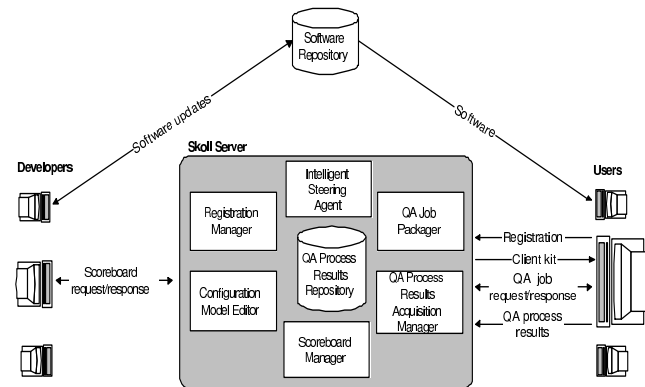 Software
Repository
Software updates
Software
Skoll Server
Developers
Users
Intelligent
Steering
Agent
Registration
Manager
QA Job
Packager
QA Process
Results
Repository
Configuration
Model Editor
QA Process
Results
Acquisition
Manager
Scoreboard
Manager
Scoreboard
request/response
Registration
Client kit
QA job
request/response
QA process
results